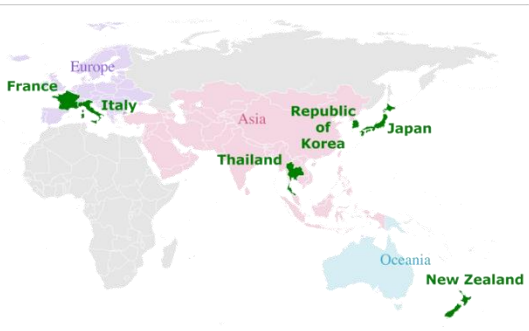 Europe
France
Italy
Asia
Republic
of
Korea
Japan
Thailand
Oceania
New Zealand